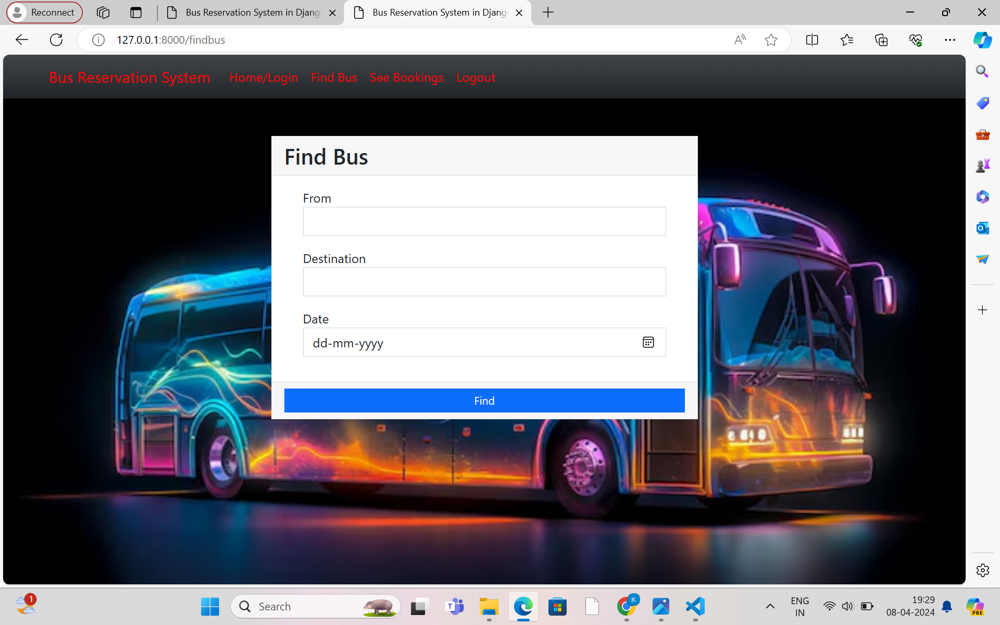 Reconnect
Bus Reservation System in Djang
Bus Reservation System in Djang
127.0.0.1:8000/findbus
Bus Reservation System Home/Login Find Bus See Bookings Logout
Find Bus
From
Destination
Date
dd-mm-yyyy
Find
1
Search
T
K
ENG
IN
19:29
08-04-2024
PRE